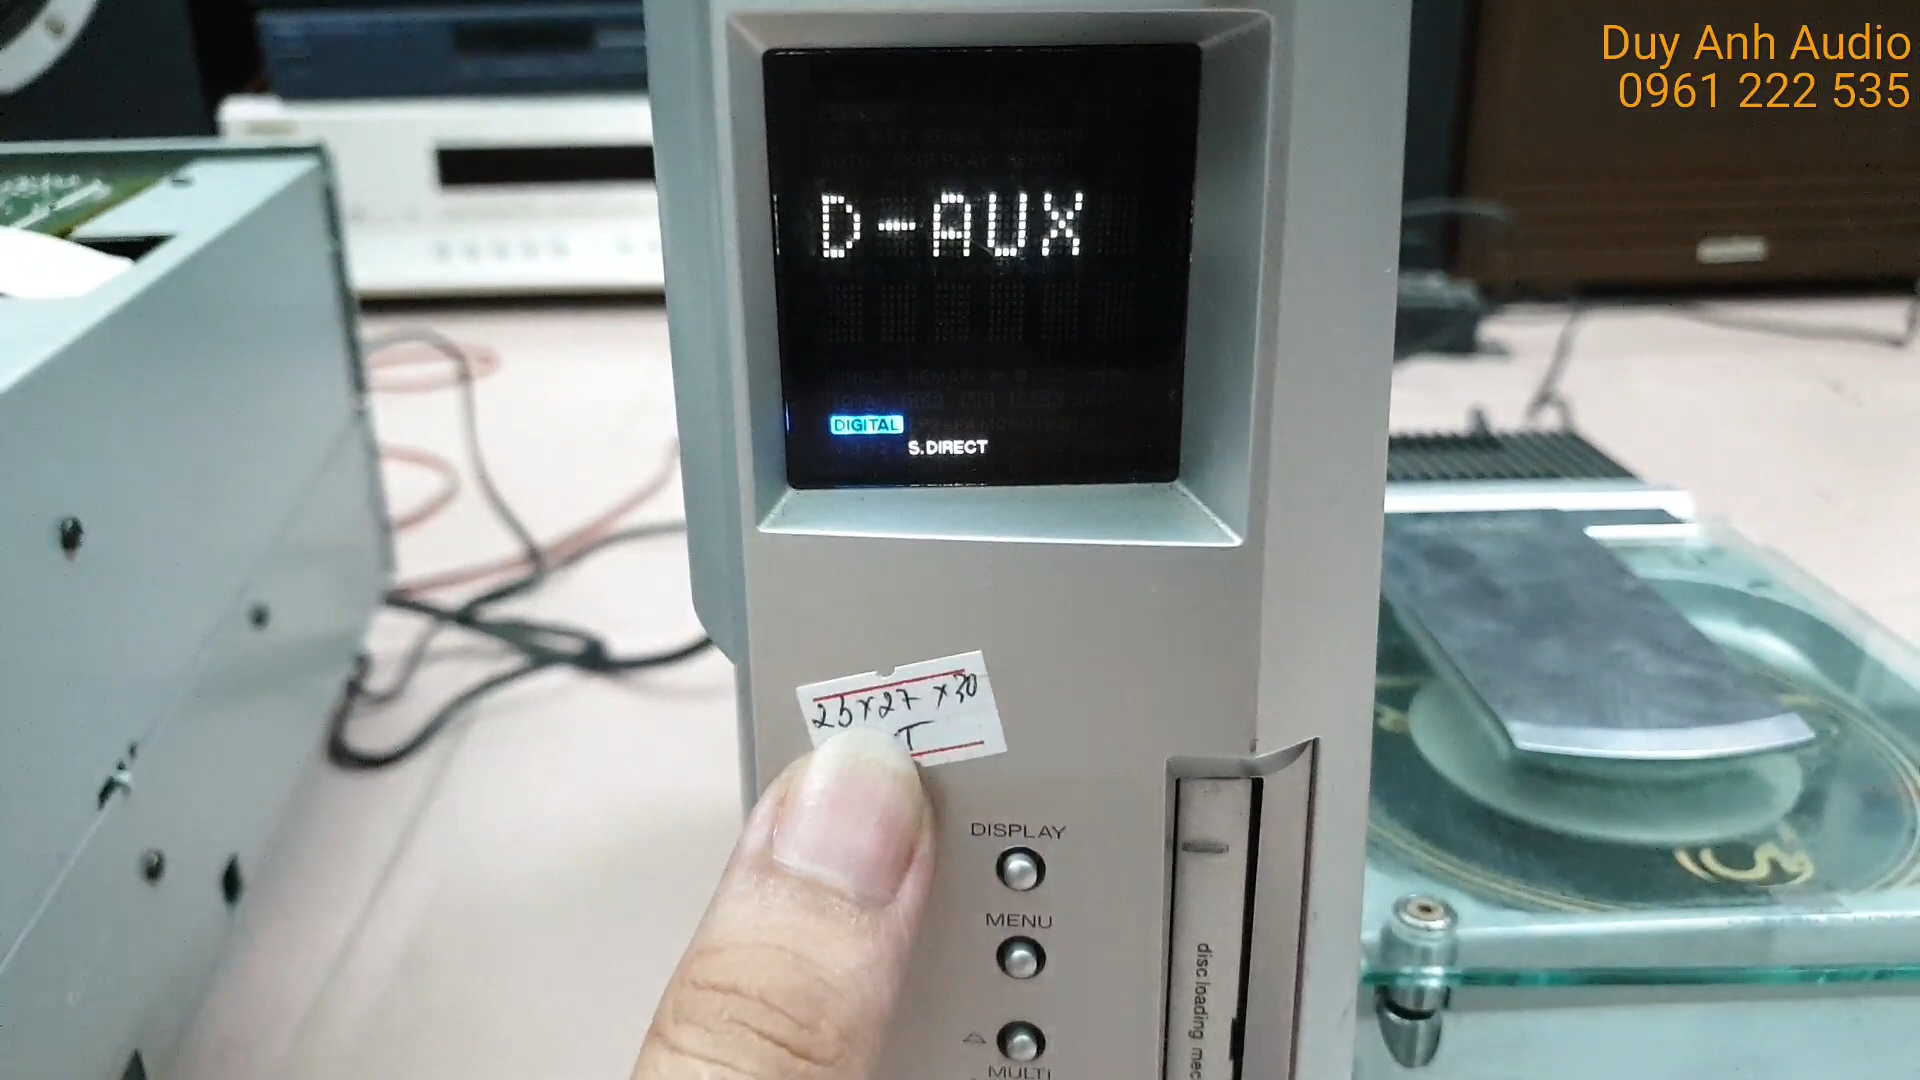 Duy Anh Audio
0961 222 535
D-AUX
DIGITAL
S.DIRECT
25x27x30
T
DISPLAY
MENU
MULTI
disc loading mec